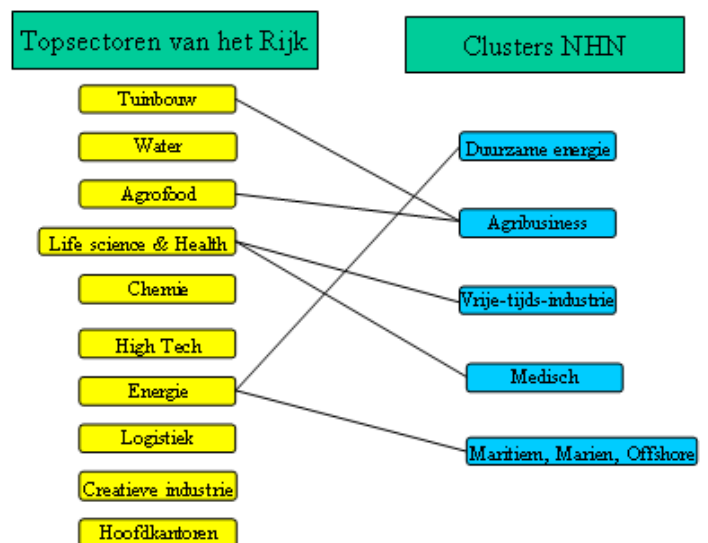 Topsectoren van het Rijk
Clusters NHN
Tuinbouw
Water
Agrofood
Life science & Health
Chemie
High Tech
Energie
Logistiek
Creatieve industrie
Hoofdkantoren
Duurzame energie
Agribusiness
Vrije-tijds-industrie
Medisch
Maritiem, Marien, Offshore